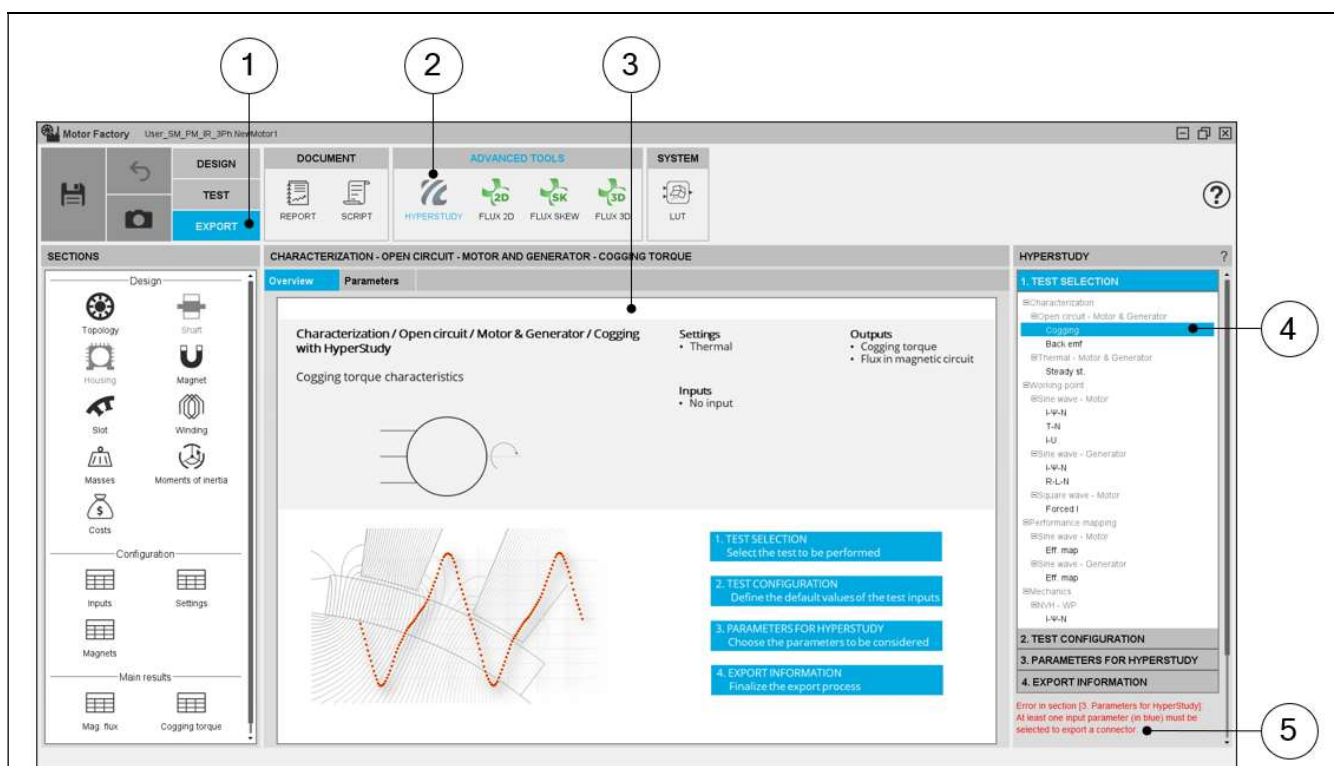 1
2
3
Motor Factory User_SM_PM_IR_3Ph.NewMotor1
DESIGN
TEST
EXPORT
DOCUMENT
REPORT
SCRIPT
ADVANCED TOOLS
HYPERSTUDY
2D
FLUX 2D
SK
FLUX SKEW
3D
FLUX 3D
SYSTEM
LUT
?
SECTIONS
Design
Topology
Shaft
Housing
Magnet
Slot
Winding
Masses
Moments of inertia
$
Costs
Configuration
Inputs
Settings
Magnets
Main results
Mag. flux
Cogging torque
CHARACTERIZATION - OPEN CIRCUIT - MOTOR AND GENERATOR - COGGING TORQUE
Overview
Parameters
Characterization / Open circuit / Motor & Generator / Cogging
with HyperStudy
Cogging torque characteristics
Settings
• Thermal
Inputs
• No input
Outputs
• Cogging torque
• Flux in magnetic circuit
1. TEST SELECTION
Select the test to be performed
2. TEST CONFIGURATION
Define the default values of the test inputs
3. PARAMETERS FOR HYPERSTUDY
Choose the parameters to be considered
4. EXPORT INFORMATION
Finalize the export process
HYPERSTUDY
?
1. TEST SELECTION
Characterization
Open circuit - Motor & Generator
Cogging
Back emf
Thermal - Motor & Generator
Steady st.
Working point
Sine wave - Motor
I-Ψ-N
T-N
I-U
Sine wave - Generator
I-Ψ-N
R-L-N
Square wave - Motor
Forced I
Performance mapping
Sine wave - Motor
Eff. map
Sine wave - Generator
Eff. map
Mechanics
NVH - WP
I-Ψ-N
2. TEST CONFIGURATION
3. PARAMETERS FOR HYPERSTUDY
4. EXPORT INFORMATION
Error in section [3. Parameters for HyperStudy]:
At least one input parameter (in blue) must be
selected to export a connector.
4
5